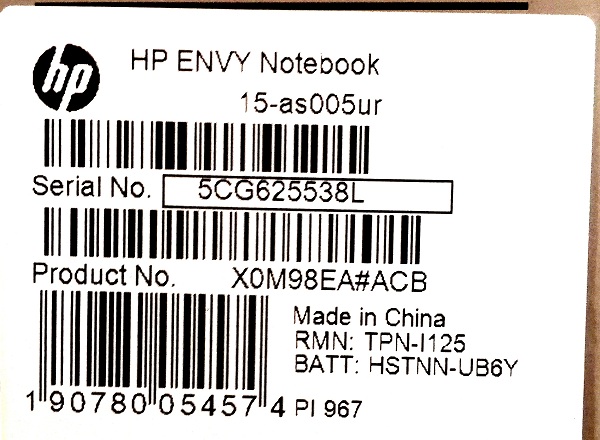 hp HP ENVY Notebook
15-as005ur
Serial No. 5CG625538L
Product No. X0M98EA#ACB
Made in China
RMN: TPN-I125
BATT: HSTNN-UB6Y
1 90780 05457 4 PI 967